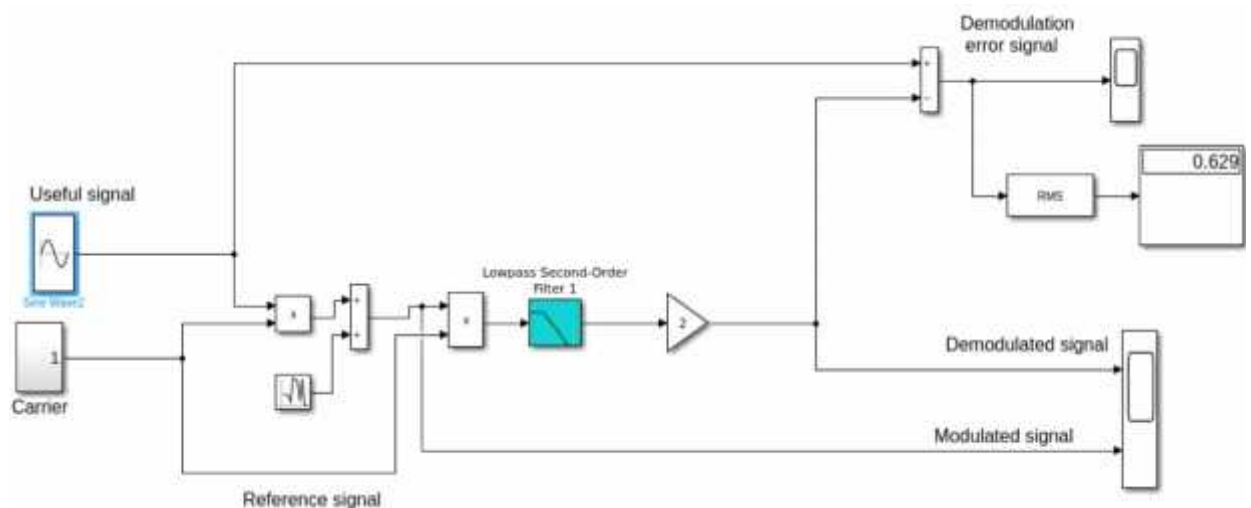 Demodulation
error signal
0.629
RMS
Useful signal
Sine Wave2
Lowpass Second-Order
Filter 1
+
-
x
+
+
x
2
1
Carrier
Demodulated signal
Modulated signal
Reference signal